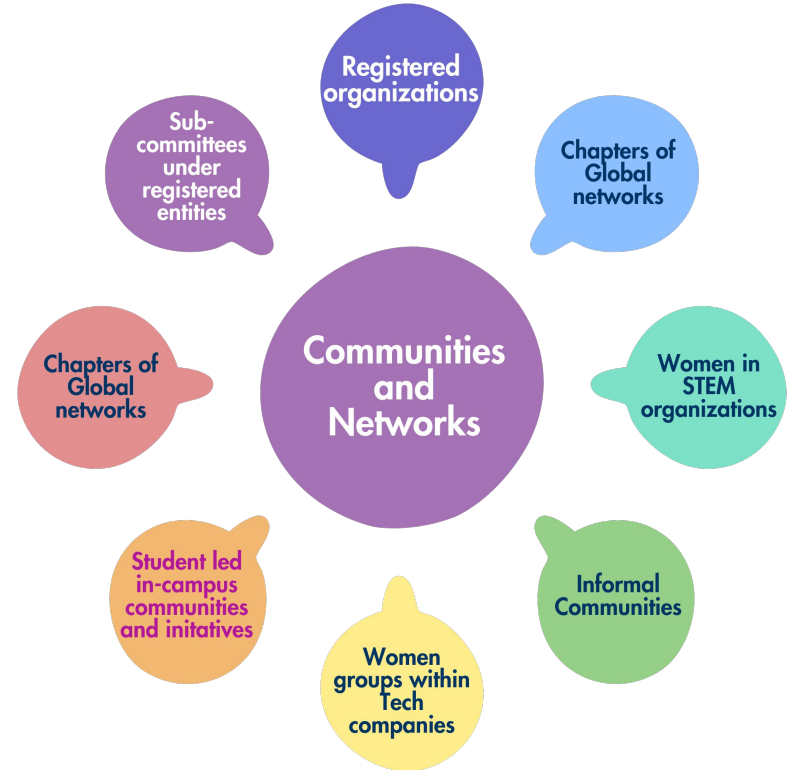 Registered
organizations
Sub-
committees
under
registered
entities
Chapters of
Global
networks
Communities
and
Networks
Chapters of
Global
networks
Women in
STEM
organizations
Student led
in-campus
communities
and initatives
Informal
Communities
Women
groups within
Tech
companies